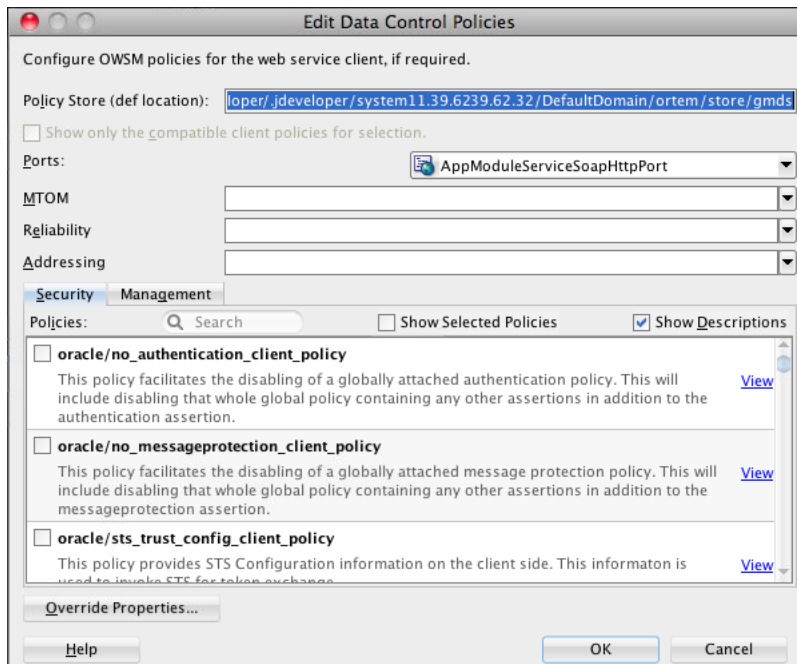 Edit Data Control Policies
Configure OWSM policies for the web service client, if required.
Policy Store (def location): loper/.jdeveloper/system11.39.6239.62.32/DefaultDomain/ortem/store/gmds
Show only the compatible client policies for selection.
Ports: AppModuleServiceSoapHttpPort
MTOM
Reliability
Addressing
Security Management
Policies: Search Show Selected Policies Show Descriptions
oracle/no_authentication_client_policy
This policy facilitates the disabling of a globally attached authentication policy. This will
include disabling that whole global policy containing any other assertions in addition to the
authentication assertion.
View
oracle/no_messageprotection_client_policy
This policy facilitates the disabling of a globally attached message protection policy. This will
include disabling that whole global policy containing any other assertions in addition to the
messageprotection assertion.
View
oracle/sts_trust_config_client_policy
This policy provides STS Configuration information on the client side. This informaton is
used to invoke STS for token exchange.
View
Override Properties...
Help OK Cancel